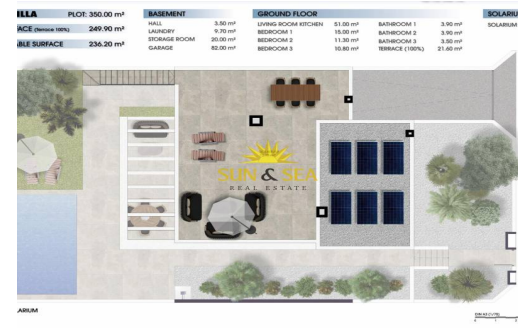 ILLA PLOT: 350.00 m²
ACE (Terrace 100%) 249.90 m²
ABLE SURFACE 236.20 m²
BASEMENT
HALL 3.50 m²
LAUNDRY 9.70 m²
STORAGE ROOM 20.00 m²
GARAGE 82.00 m²
GROUND FLOOR
LIVING ROOM KITCHEN 51.00 m²
BEDROOM 1 15.00 m²
BEDROOM 2 11.30 m²
BEDROOM 3 10.80 m²
BATHROOM 1 3.90 m²
BATHROOM 2 3.90 m²
BATHROOM 3 3.50 m²
TERRACE (100%) 21.60 m²
SOLARIU
SOLARIUM
SUN & SEA
REAL ESTATE
ARIUM
DIN A3 (1/75)